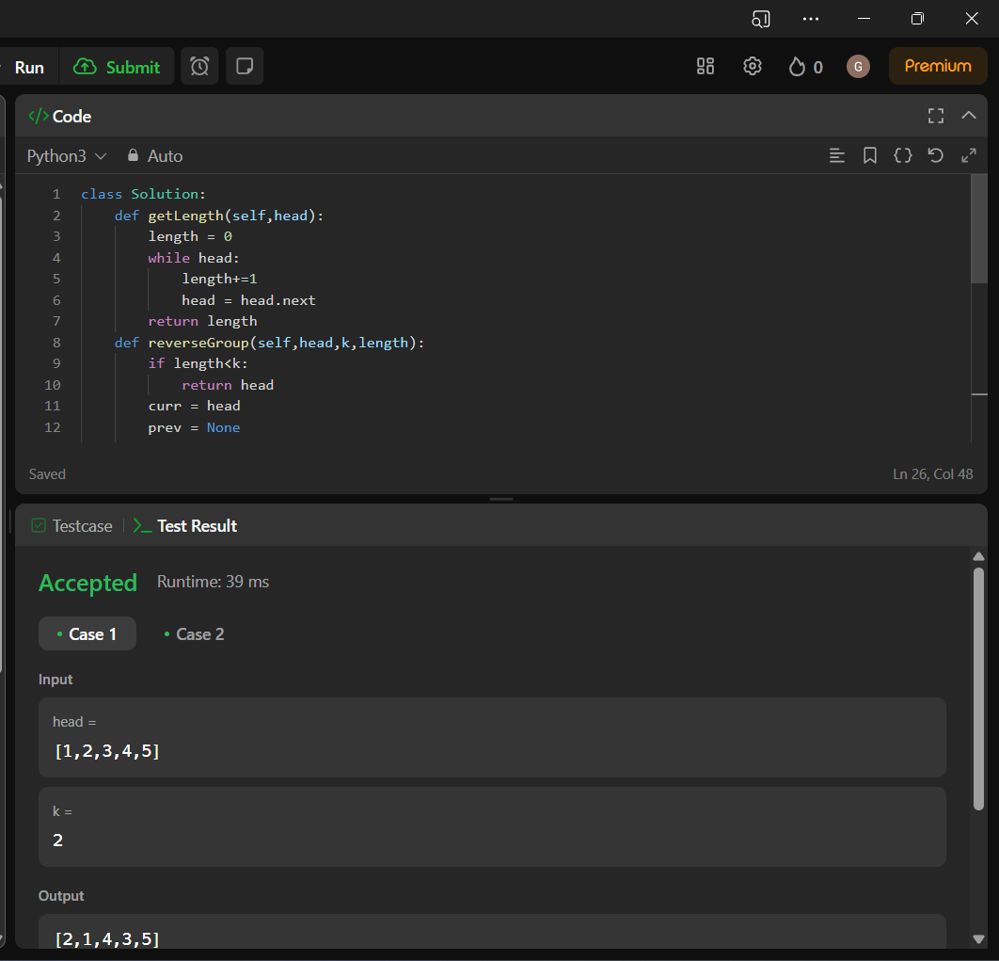 Run Submit 0 G Premium
</> Code
Python3 Auto
1 class Solution:
2     def getLength(self,head):
3         length = 0
4         while head:
5             length+=1
6             head = head.next
7         return length
8     def reverseGroup(self,head,k,length):
9         if length<k:
10             return head
11         curr = head
12         prev = None
Saved Ln 26, Col 48
Testcase >_ Test Result
Accepted Runtime: 39 ms
• Case 1 • Case 2
Input
head =
[1,2,3,4,5]
k =
2
Output
[2,1,4,3,5]